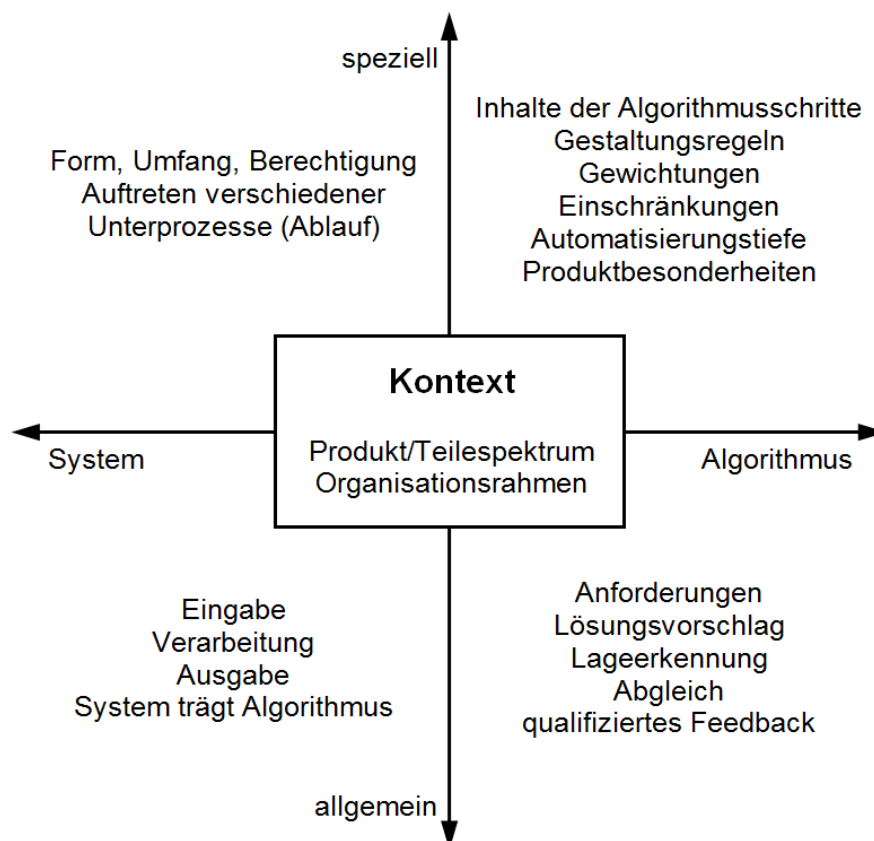 speziell
Form, Umfang, Berechtigung
Auftreten verschiedener
Unterprozesse (Ablauf)
Inhalte der Algorithmusschritte
Gestaltungsregeln
Gewichtungen
Einschränkungen
Automatisierungstiefe
Produktbesonderheiten
Kontext
Produkt/Teilespektrum
Organisationsrahmen
System
Algorithmus
Eingabe
Verarbeitung
Ausgabe
System trägt Algorithmus
Anforderungen
Lösungsvorschlag
Lageerkennung
Abgleich
qualifiziertes Feedback
allgemein